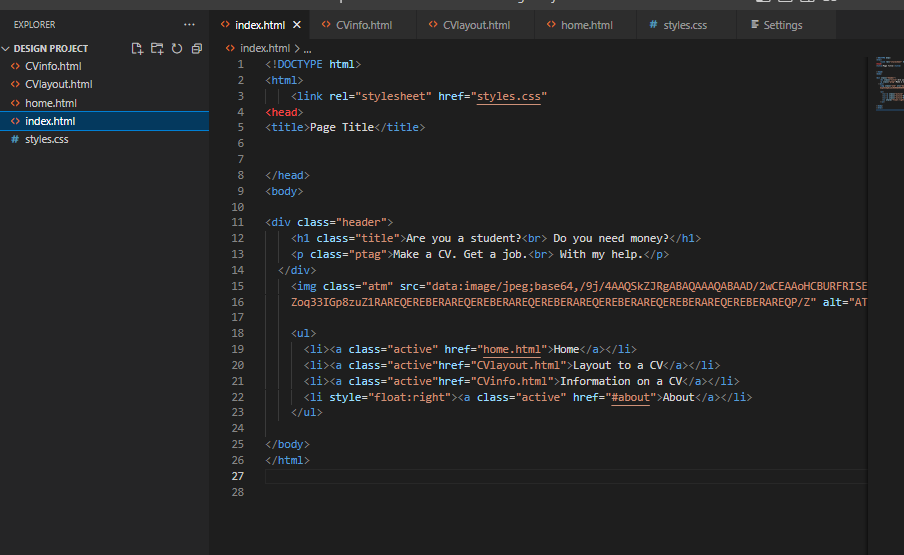 EXPLORER ...
DESIGN PROJECT
CVinfo.html
CVlayout.html
home.html
index.html
styles.css
index.html CVinfo.html CVlayout.html home.html styles.css Settings
index.html > ...
1 <!DOCTYPE html>
2 <html>
3 <link rel="stylesheet" href="styles.css"
4 <head>
5 <title>Page Title</title>
6
7
8 </head>
9 <body>
10
11 <div class="header">
12 <h1 class="title">Are you a student?<br> Do you need money?</h1>
13 <p class="ptag">Make a CV. Get a job.<br> With my help.</p>
14 </div>
15 <img class="atm" src="data:image/jpeg;base64,/9j/4AAQSkZJRgABAQAAAQABAAD/2wCEAAoHCBURFRISE
16 Zoq33IGp8zuZ1RAREQEREBERAREQEREBERAREQEREBERAREQEREBERAREQEREBERAREQEREBERAREQP/Z" alt="AT
17
18 <ul>
19 <li><a class="active" href="home.html">Home</a></li>
20 <li><a class="active"href="CVlayout.html">Layout to a CV</a></li>
21 <li><a class="active"href="CVinfo.html">Information on a CV</a></li>
22 <li style="float:right"><a class="active" href="#about">About</a></li>
23 </ul>
24
25 </body>
26 </html>
27
28